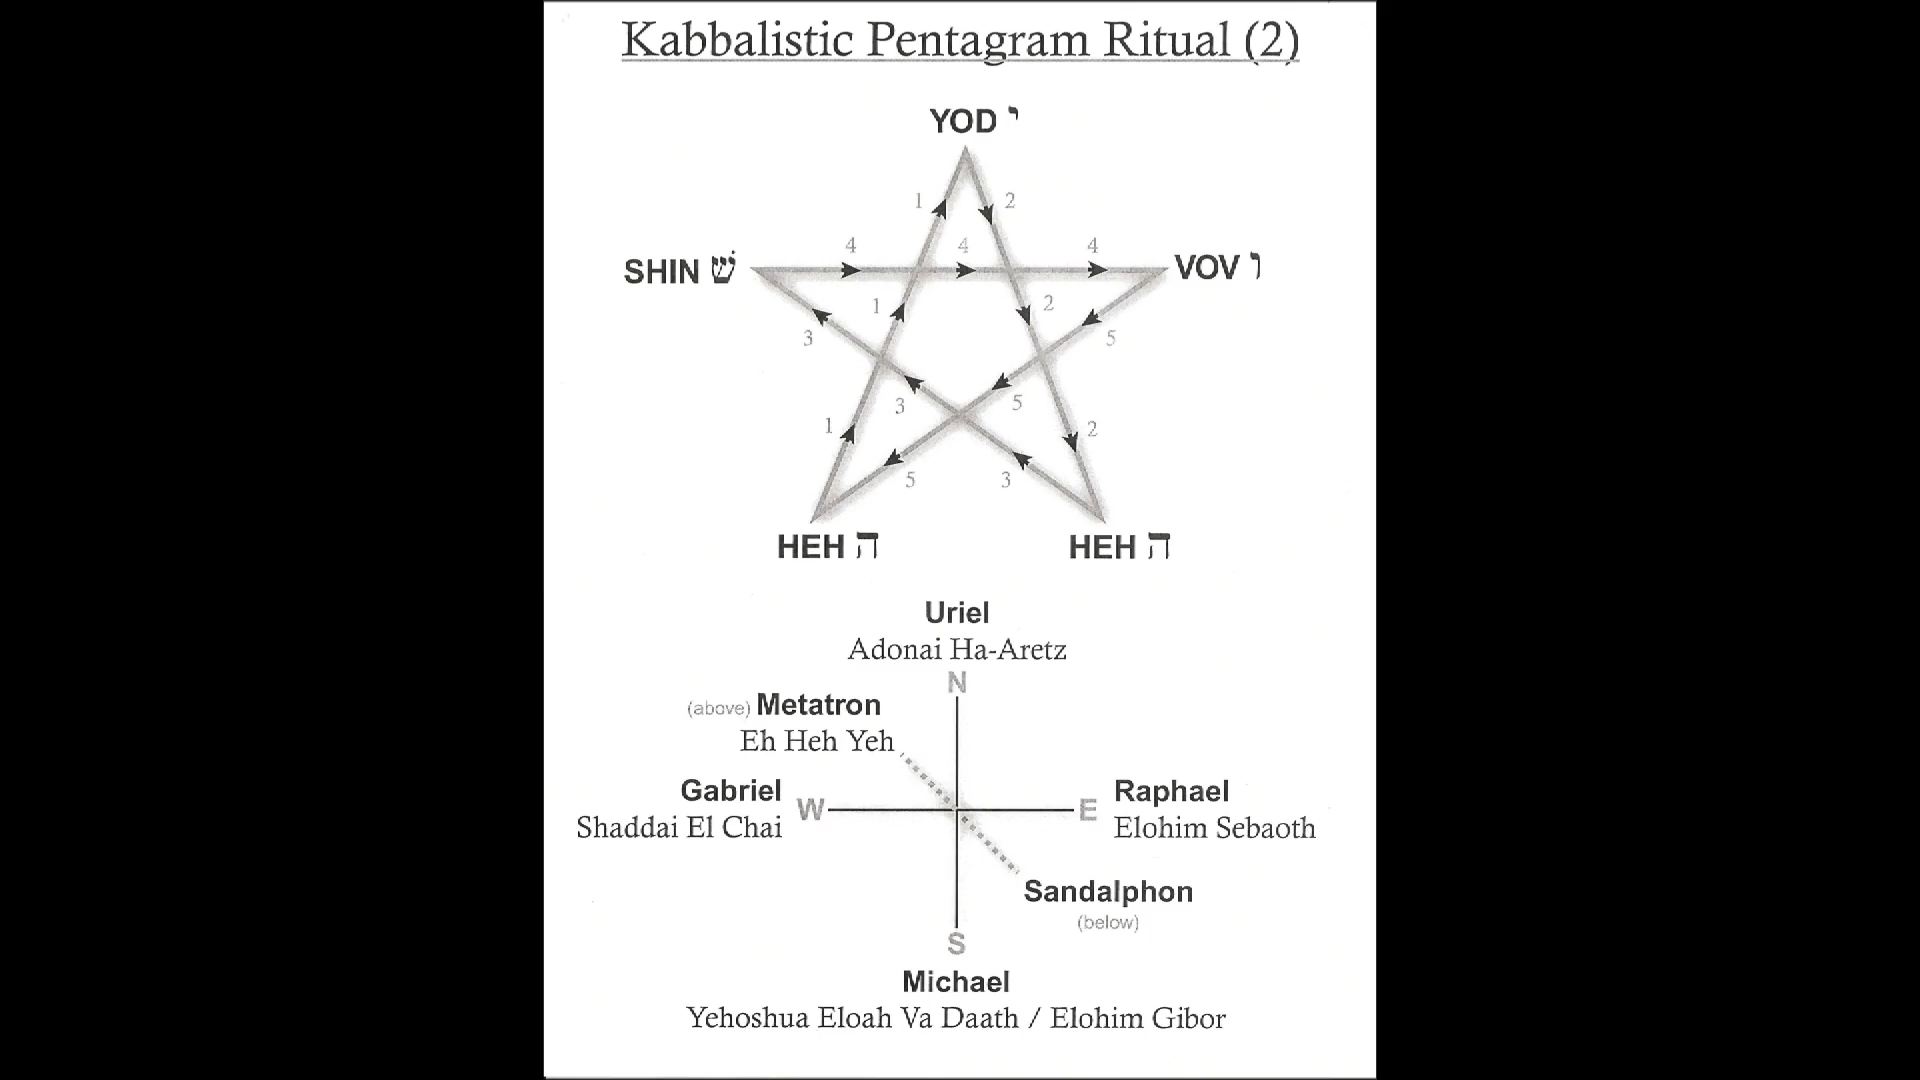 Kabbalistic Pentagram Ritual (2)
YOD י
1 2
4 4 4
SHIN שׁ
VOV ו
1 2
3 5
3 5
1 2
5 3
HEH ה HEH ה
Uriel
Adonai Ha-Aretz
N
(above) Metatron
Eh Heh Yeh
Gabriel
Shaddai El Chai
W
E
Raphael
Elohim Sebaoth
Sandalphon
(below)
S
Michael
Yehoshua Eloah Va Daath / Elohim Gibor